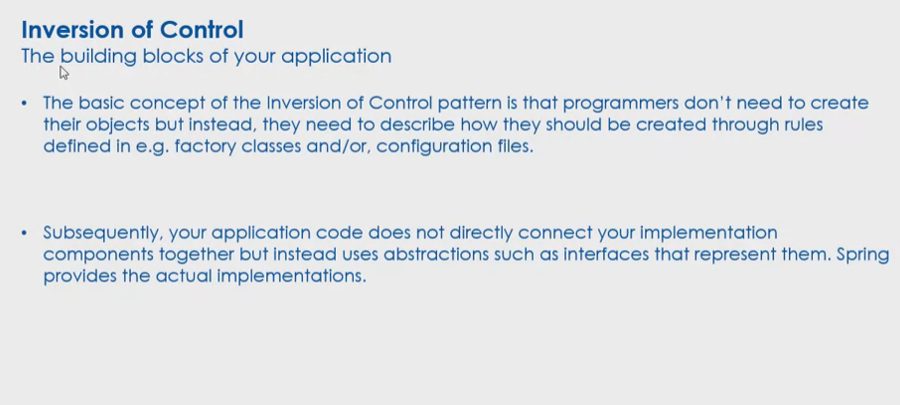 Inversion of Control
The building blocks of your application
• The basic concept of the Inversion of Control pattern is that programmers don't need to create
their objects but instead, they need to describe how they should be created through rules
defined in e.g. factory classes and/or, configuration files.
• Subsequently, your application code does not directly connect your implementation
components together but instead uses abstractions such as interfaces that represent them. Spring
provides the actual implementations.